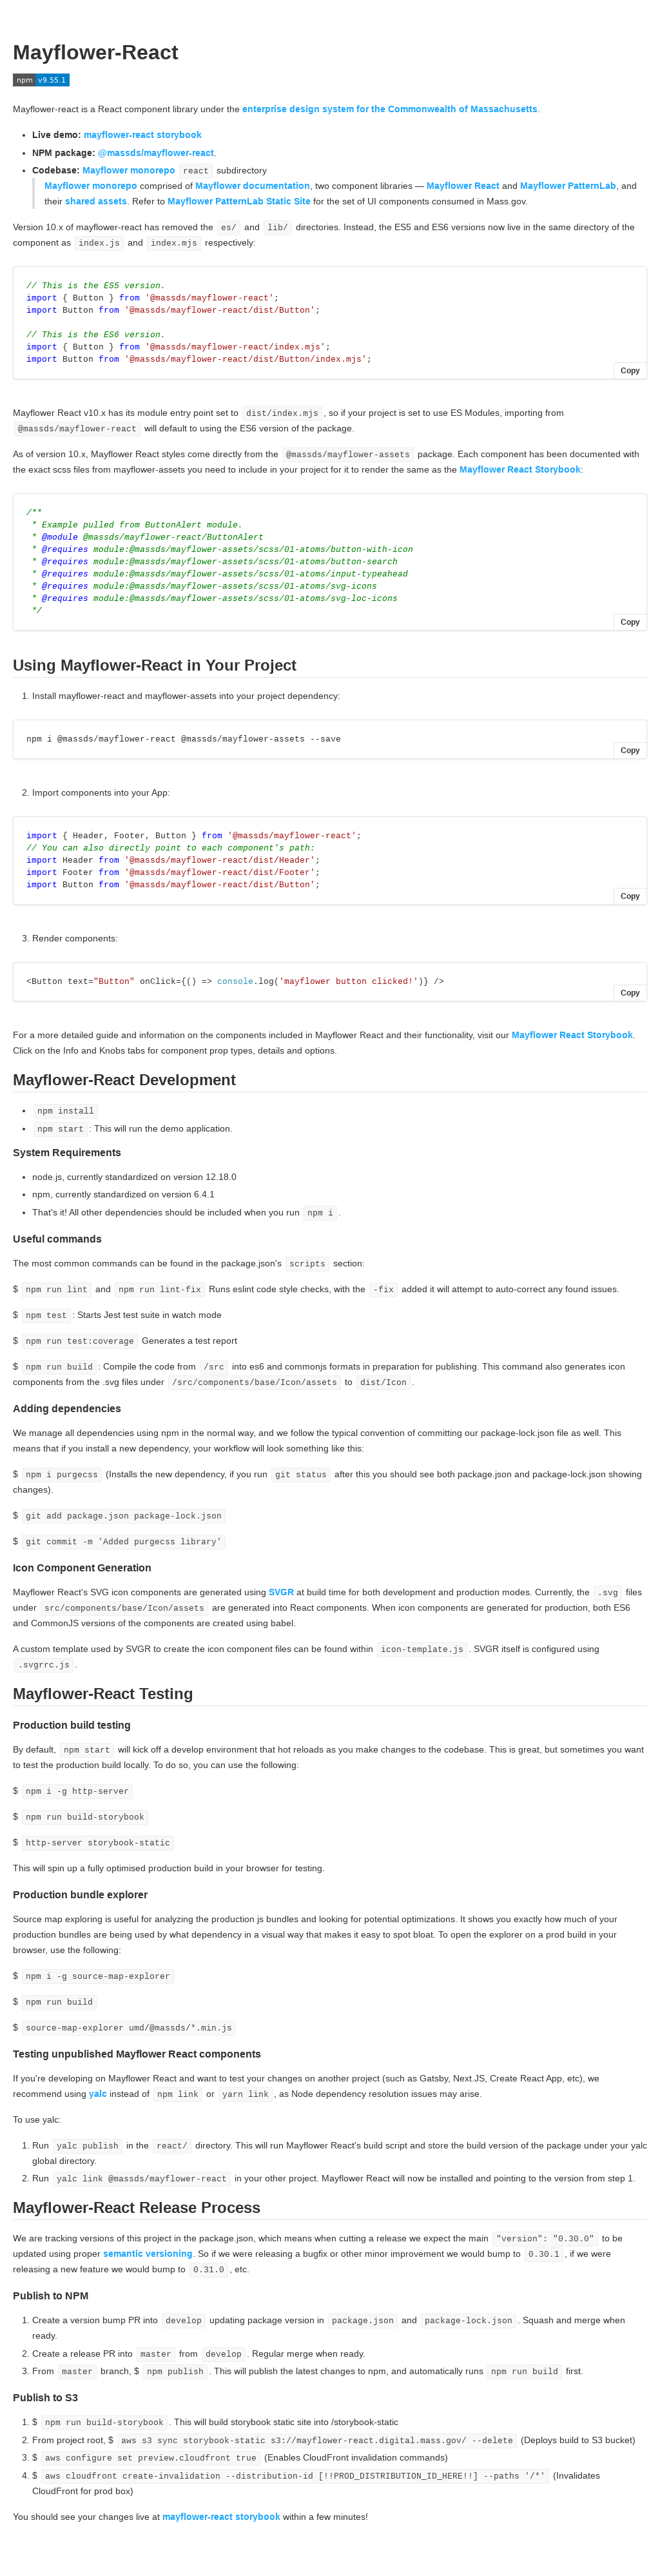 Mayflower-React
npm v9.55.1
Mayflower-react is a React component library under the enterprise design system for the Commonwealth of Massachusetts.
Live demo: mayflower-react storybook
NPM package: @massds/mayflower-react.
Codebase: Mayflower monorepo react subdirectory
Mayflower monorepo comprised of Mayflower documentation, two component libraries — Mayflower React and Mayflower PatternLab, and
their shared assets. Refer to Mayflower PatternLab Static Site for the set of UI components consumed in Mass.gov.
Version 10.x of mayflower-react has removed the es/ and lib/ directories. Instead, the ES5 and ES6 versions now live in the same directory of the
component as index.js and index.mjs respectively:
// This is the ES5 version.
import { Button } from '@massds/mayflower-react';
import Button from '@massds/mayflower-react/dist/Button';
// This is the ES6 version.
import { Button } from '@massds/mayflower-react/index.mjs';
import Button from '@massds/mayflower-react/dist/Button/index.mjs';
Copy
Mayflower React v10.x has its module entry point set to dist/index.mjs , so if your project is set to use ES Modules, importing from
@massds/mayflower-react will default to using the ES6 version of the package.
As of version 10.x, Mayflower React styles come directly from the @massds/mayflower-assets package. Each component has been documented with
the exact scss files from mayflower-assets you need to include in your project for it to render the same as the Mayflower React Storybook:
/**
* Example pulled from ButtonAlert module.
* @module @massds/mayflower-react/ButtonAlert
* @requires module:@massds/mayflower-assets/scss/01-atoms/button-with-icon
* @requires module:@massds/mayflower-assets/scss/01-atoms/button-search
* @requires module:@massds/mayflower-assets/scss/01-atoms/input-typeahead
* @requires module:@massds/mayflower-assets/scss/01-atoms/svg-icons
* @requires module:@massds/mayflower-assets/scss/01-atoms/svg-loc-icons
*/
Copy
Using Mayflower-React in Your Project
1. Install mayflower-react and mayflower-assets into your project dependency:
npm i @massds/mayflower-react @massds/mayflower-assets --save
Copy
2. Import components into your App:
import { Header, Footer, Button } from '@massds/mayflower-react';
// You can also directly point to each component's path:
import Header from '@massds/mayflower-react/dist/Header';
import Footer from '@massds/mayflower-react/dist/Footer';
import Button from '@massds/mayflower-react/dist/Button';
Copy
3. Render components:
<Button text="Button" onClick={() => console.log('mayflower button clicked!')} />
Copy
For a more detailed guide and information on the components included in Mayflower React and their functionality, visit our Mayflower React Storybook.
Click on the Info and Knobs tabs for component prop types, details and options.
Mayflower-React Development
npm install
npm start : This will run the demo application.
System Requirements
node.js, currently standardized on version 12.18.0
npm, currently standardized on version 6.4.1
That's it! All other dependencies should be included when you run npm i .
Useful commands
The most common commands can be found in the package.json's scripts section:
$ npm run lint and npm run lint-fix Runs eslint code style checks, with the -fix added it will attempt to auto-correct any found issues.
$ npm test : Starts Jest test suite in watch mode
$ npm run test:coverage Generates a test report
$ npm run build : Compile the code from /src into es6 and commonjs formats in preparation for publishing. This command also generates icon
components from the .svg files under /src/components/base/Icon/assets to dist/Icon .
Adding dependencies
We manage all dependencies using npm in the normal way, and we follow the typical convention of committing our package-lock.json file as well. This
means that if you install a new dependency, your workflow will look something like this:
$ npm i purgecss (Installs the new dependency, if you run git status after this you should see both package.json and package-lock.json showing
changes).
$ git add package.json package-lock.json
$ git commit -m 'Added purgecss library'
Icon Component Generation
Mayflower React's SVG icon components are generated using SVGR at build time for both development and production modes. Currently, the .svg files
under src/components/base/Icon/assets are generated into React components. When icon components are generated for production, both ES6
and CommonJS versions of the components are created using babel.
A custom template used by SVGR to create the icon component files can be found within icon-template.js . SVGR itself is configured using
.svgrrc.js .
Mayflower-React Testing
Production build testing
By default, npm start will kick off a develop environment that hot reloads as you make changes to the codebase. This is great, but sometimes you want
to test the production build locally. To do so, you can use the following:
$ npm i -g http-server
$ npm run build-storybook
$ http-server storybook-static
This will spin up a fully optimised production build in your browser for testing.
Production bundle explorer
Source map exploring is useful for analyzing the production js bundles and looking for potential optimizations. It shows you exactly how much of your
production bundles are being used by what dependency in a visual way that makes it easy to spot bloat. To open the explorer on a prod build in your
browser, use the following:
$ npm i -g source-map-explorer
$ npm run build
$ source-map-explorer umd/@massds/*.min.js
Testing unpublished Mayflower React components
If you're developing on Mayflower React and want to test your changes on another project (such as Gatsby, Next.JS, Create React App, etc), we
recommend using yalc instead of npm link or yarn link , as Node dependency resolution issues may arise.
To use yalc:
1. Run yalc publish in the react/ directory. This will run Mayflower React's build script and store the build version of the package under your yalc
global directory.
2. Run yalc link @massds/mayflower-react in your other project. Mayflower React will now be installed and pointing to the version from step 1.
Mayflower-React Release Process
We are tracking versions of this project in the package.json, which means when cutting a release we expect the main "version": "0.30.0" to be
updated using proper semantic versioning. So if we were releasing a bugfix or other minor improvement we would bump to 0.30.1 , if we were
releasing a new feature we would bump to 0.31.0 , etc.
Publish to NPM
1. Create a version bump PR into develop updating package version in package.json and package-lock.json . Squash and merge when
ready.
2. Create a release PR into master from develop . Regular merge when ready.
3. From master branch, $ npm publish . This will publish the latest changes to npm, and automatically runs npm run build first.
Publish to S3
1. $ npm run build-storybook . This will build storybook static site into /storybook-static
2. From project root, $ aws s3 sync storybook-static s3://mayflower-react.digital.mass.gov/ --delete (Deploys build to S3 bucket)
3. $ aws configure set preview.cloudfront true (Enables CloudFront invalidation commands)
4. $ aws cloudfront create-invalidation --distribution-id [!!PROD_DISTRIBUTION_ID_HERE!!] --paths '/*' (Invalidates
CloudFront for prod box)
You should see your changes live at mayflower-react storybook within a few minutes!